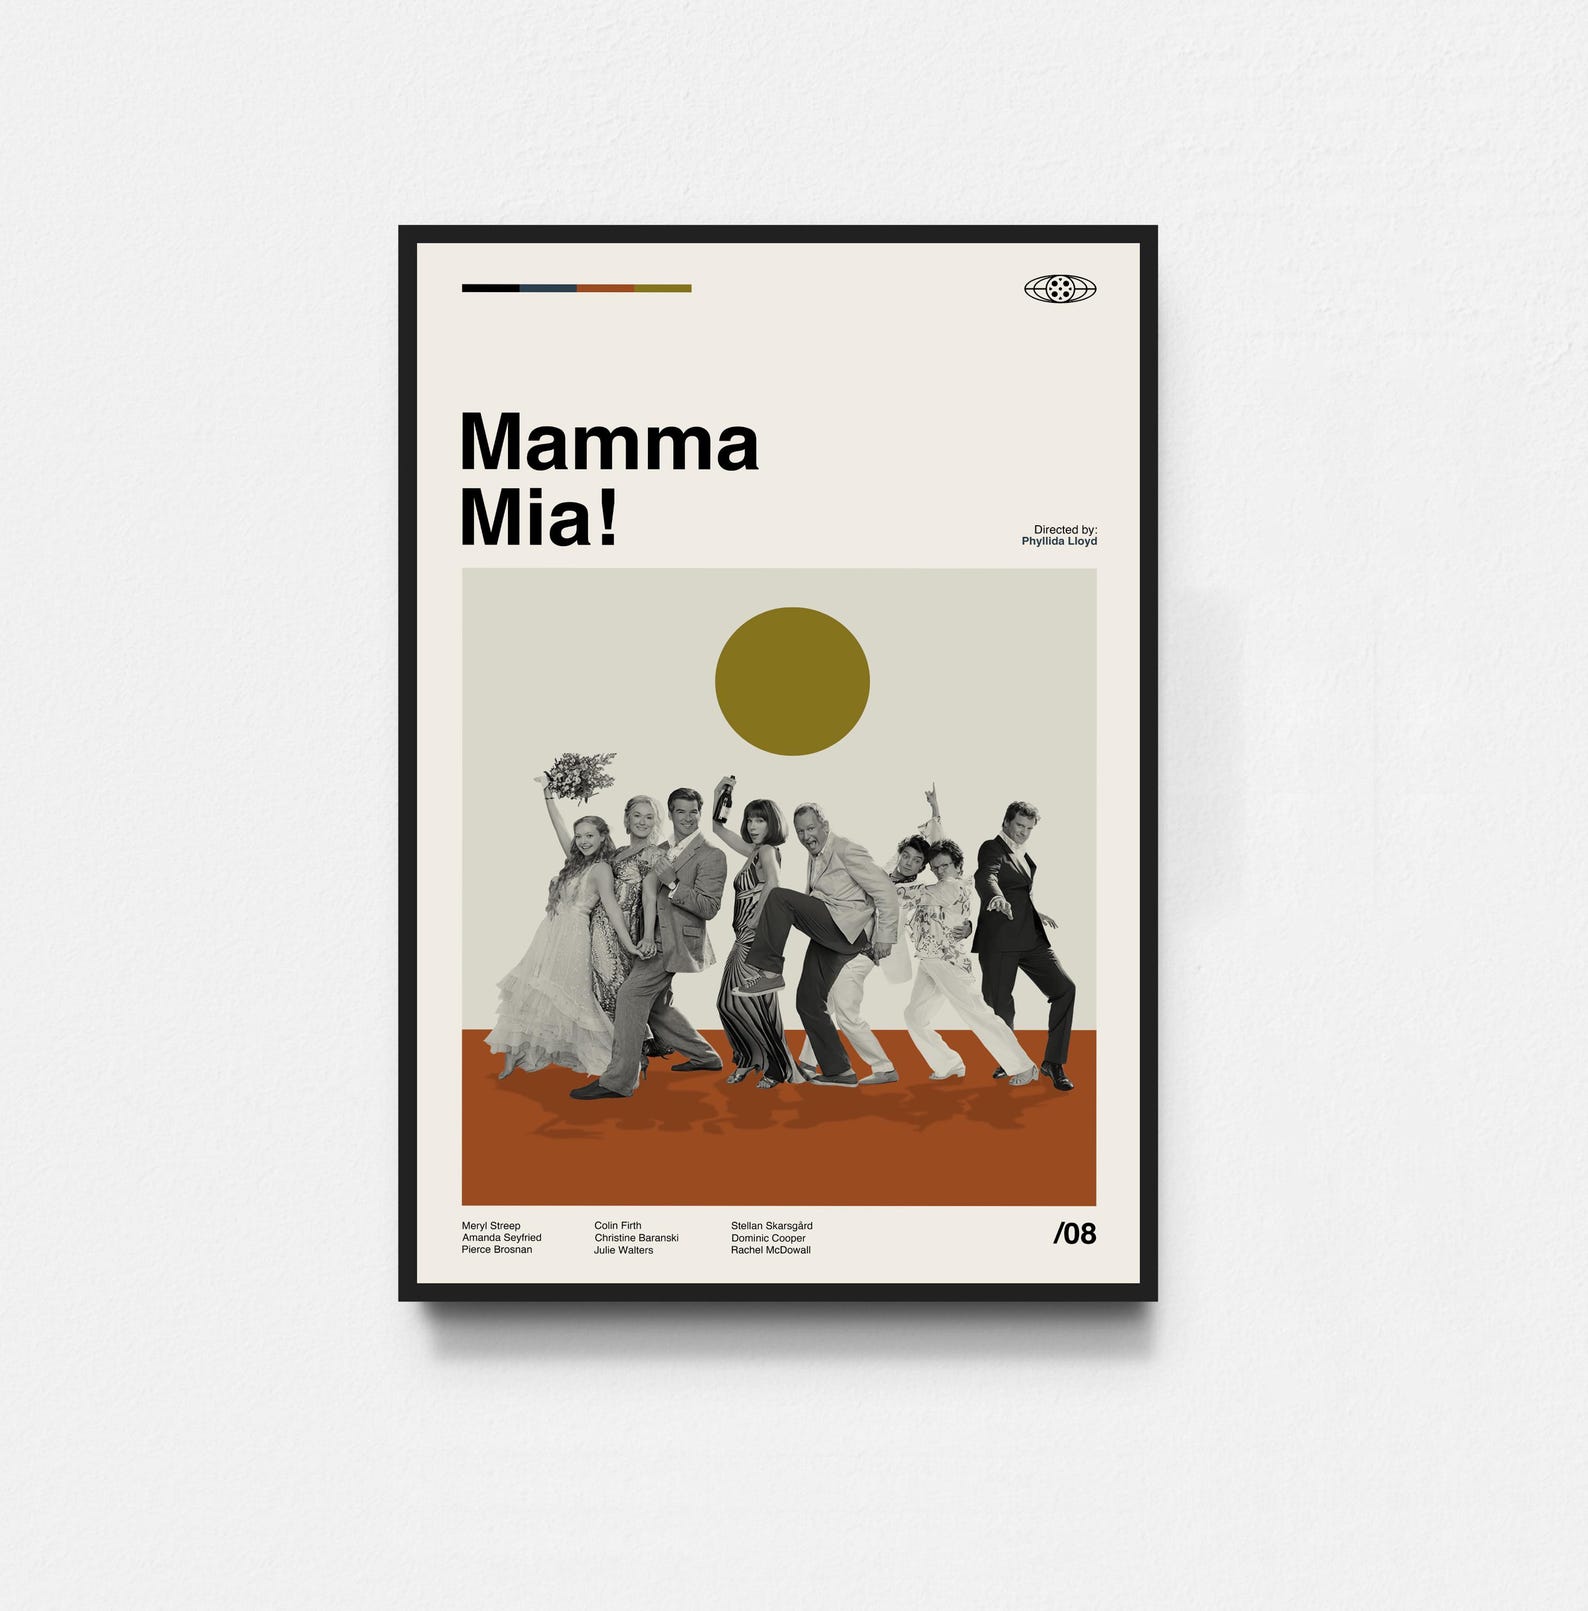 Mamma
Mia!
Directed by:
Phyllida Lloyd
Meryl Streep
Amanda Seyfried
Pierce Brosnan
Colin Firth
Christine Baranski
Julie Walters
Stellan Skarsgård
Dominic Cooper
Rachel McDowall
/08